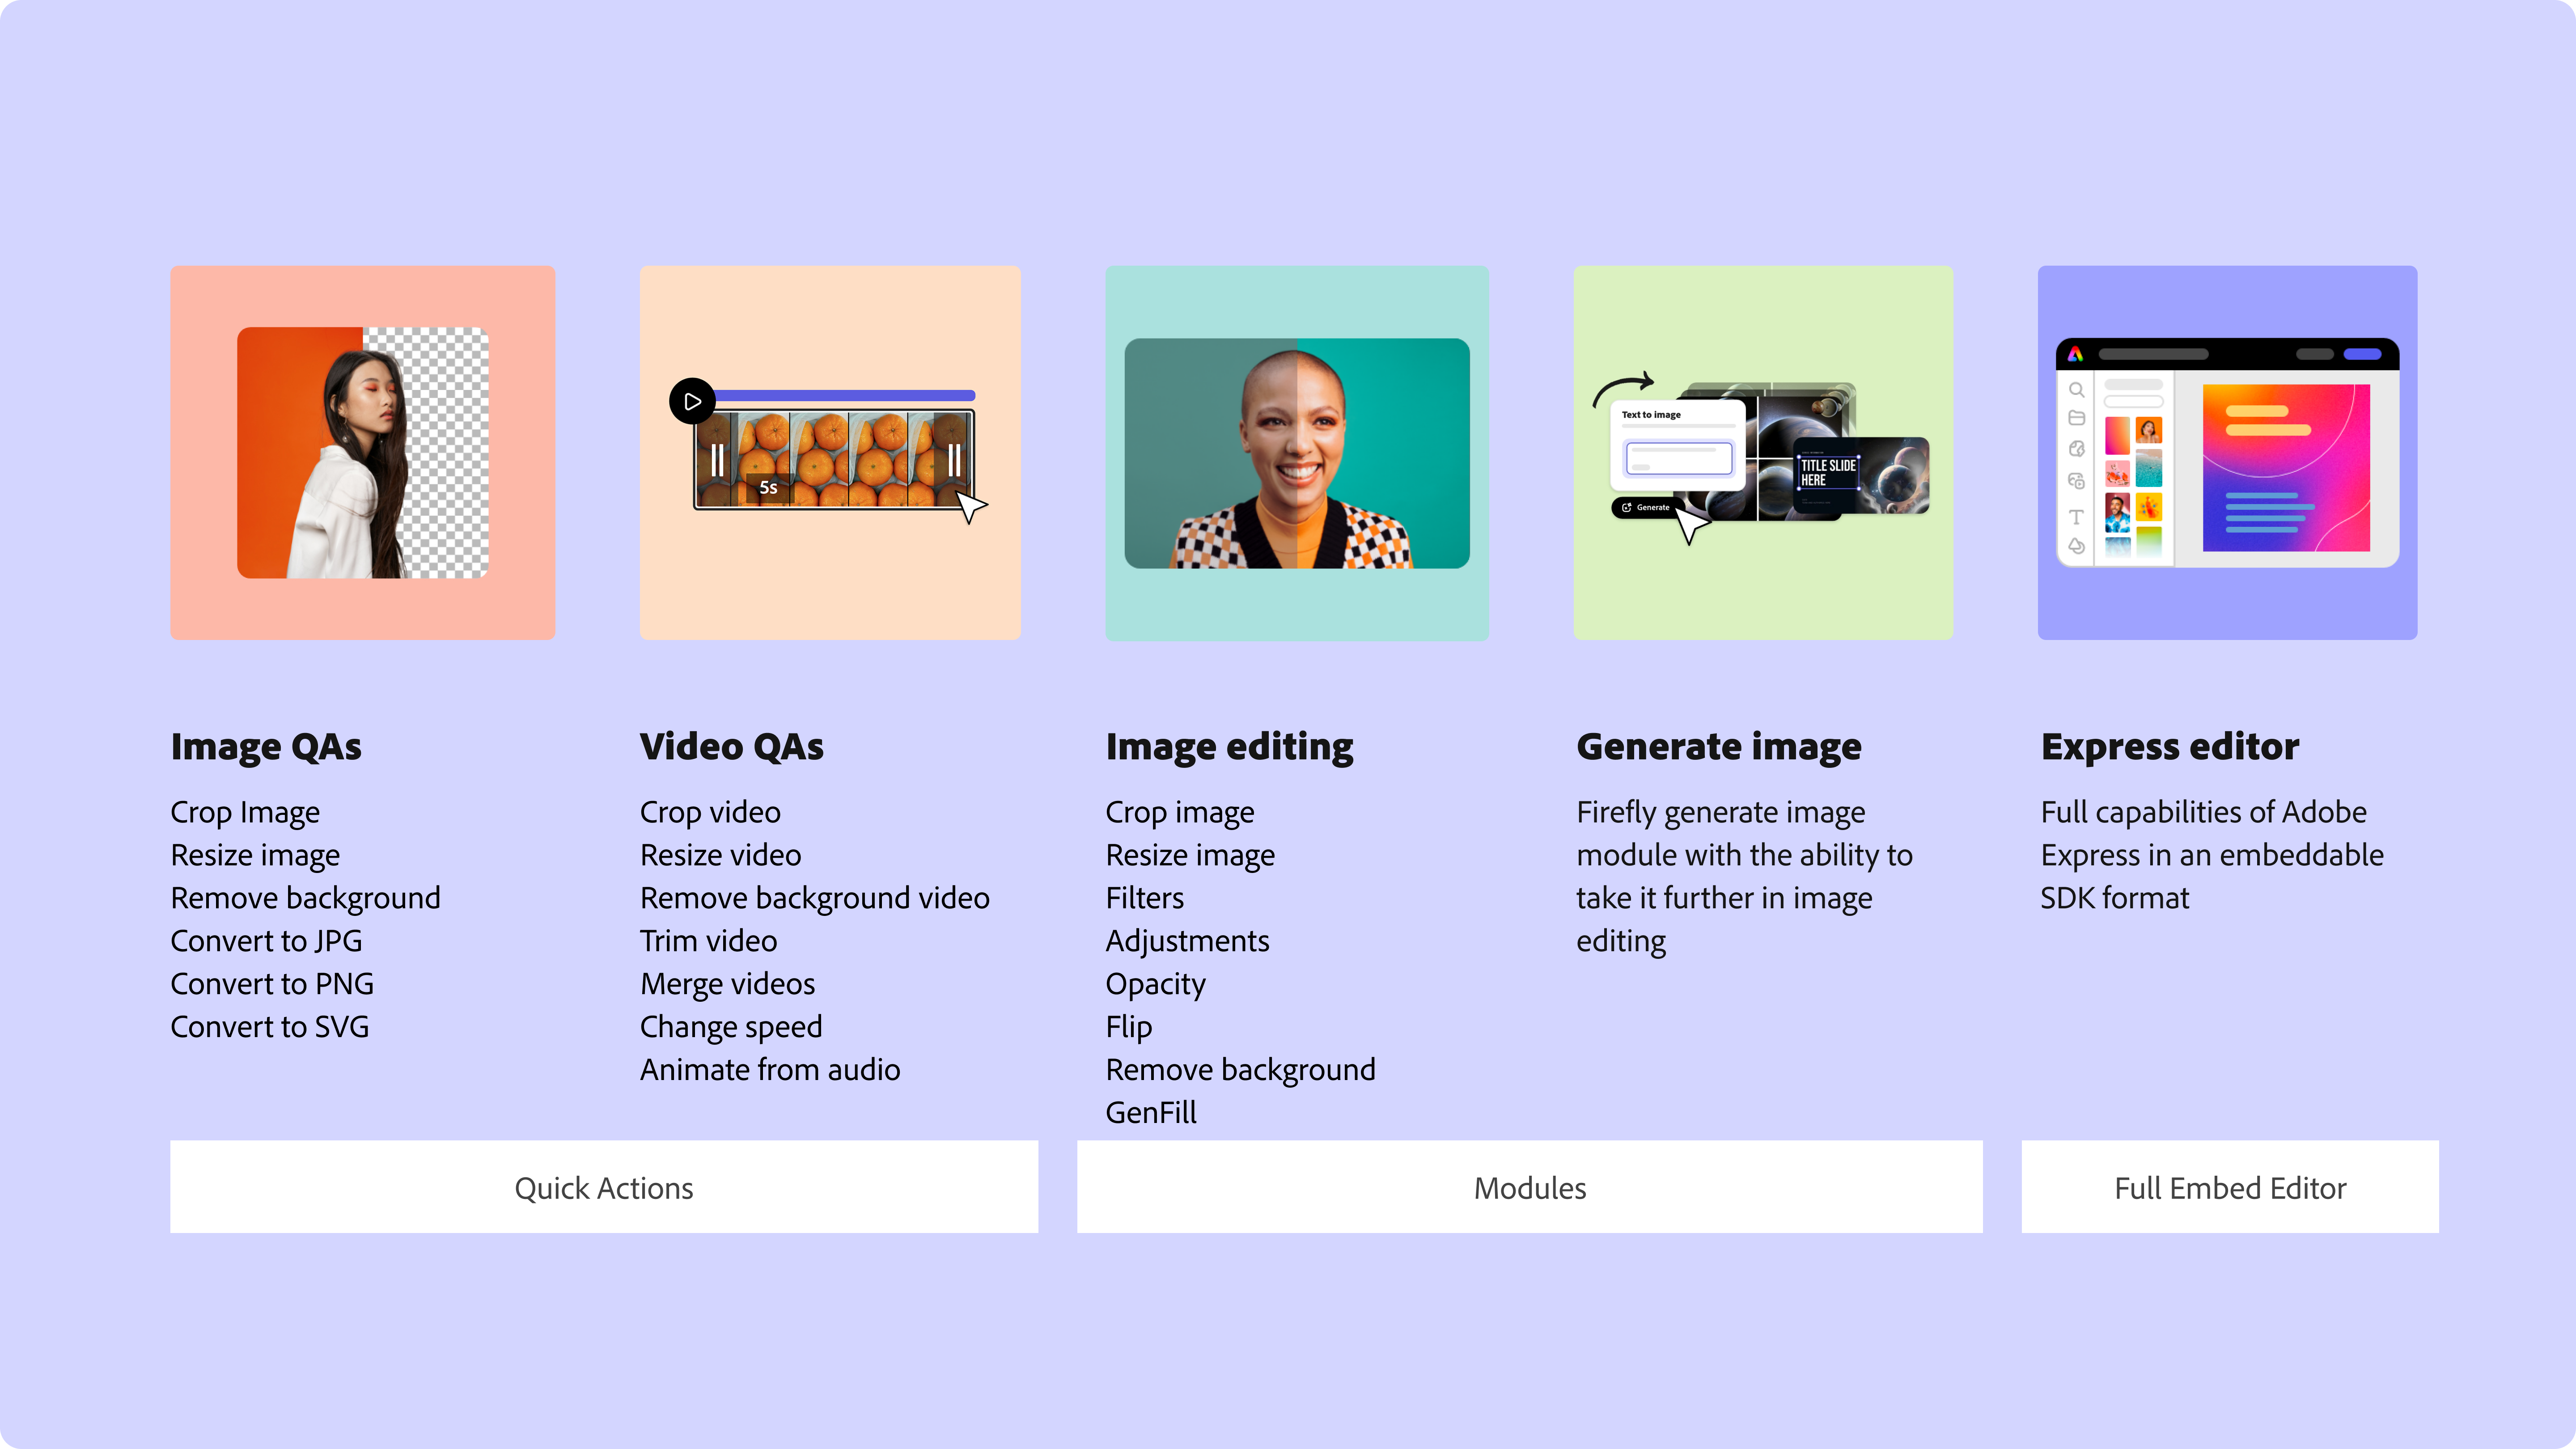 5s
Text to image
Generate
TITLE SLIDE
HERE
Image QAs
Crop Image
Resize image
Remove background
Convert to JPG
Convert to PNG
Convert to SVG
Video QAs
Crop video
Resize video
Remove background video
Trim video
Merge videos
Change speed
Animate from audio
Image editing
Crop image
Resize image
Filters
Adjustments
Opacity
Flip
Remove background
GenFill
Generate image
Firefly generate image
module with the ability to
take it further in image
editing
Express editor
Full capabilities of Adobe
Express in an embeddable
SDK format
Quick Actions
Modules
Full Embed Editor